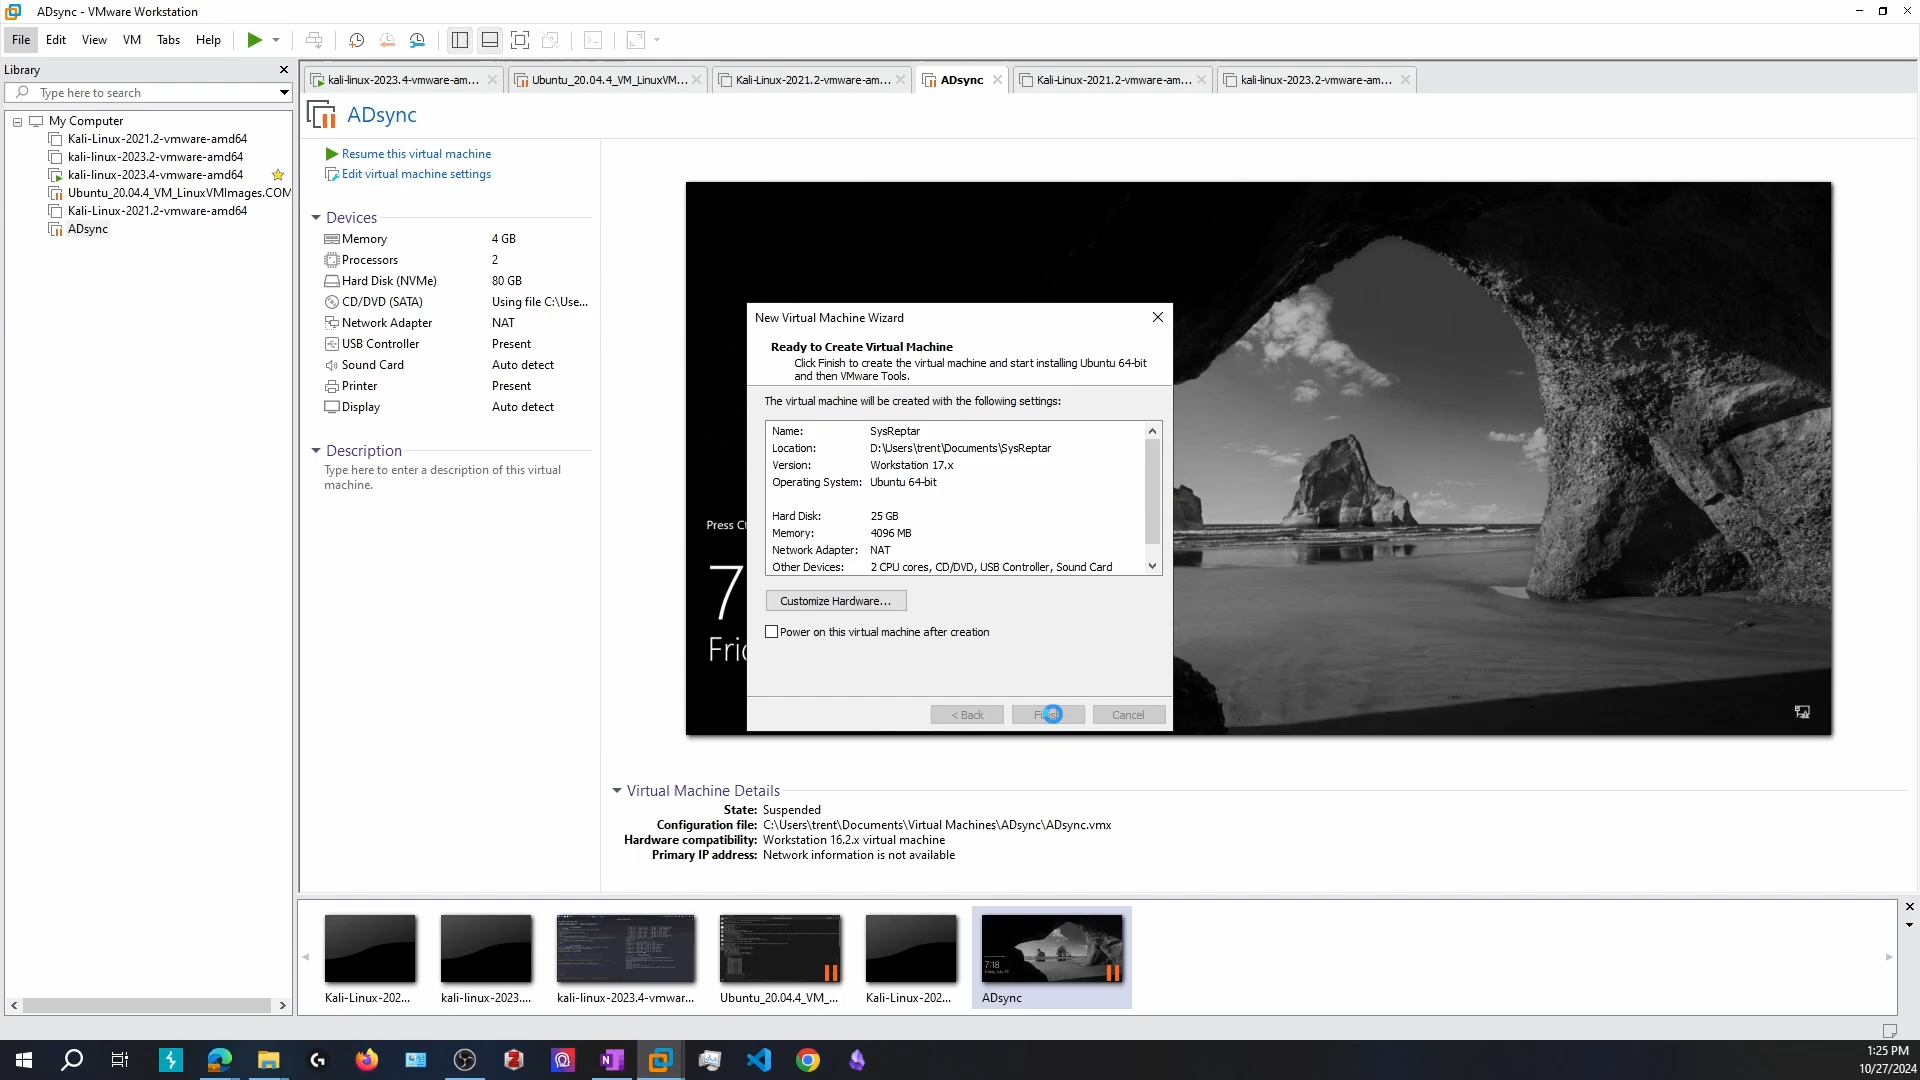 ADsync - VMware Workstation
File Edit View VM Tabs Help
Library
Type here to search
My Computer
Kali-Linux-2021.2-vmware-amd64
kali-linux-2023.2-vmware-amd64
kali-linux-2023.4-vmware-amd64
Ubuntu_20.04.4_VM_LinuxVMImages.COM
Kali-Linux-2021.2-vmware-amd64
ADsync
kali-linux-2023.4-vmware-am...
Ubuntu_20.04.4_VM_LinuxVM...
Kali-Linux-2021.2-vmware-am...
ADsync
Kali-Linux-2021.2-vmware-am...
kali-linux-2023.2-vmware-am...
ADsync
Resume this virtual machine
Edit virtual machine settings
Devices
Memory 4 GB
Processors 2
Hard Disk (NVMe) 80 GB
CD/DVD (SATA) Using file C:\Use...
Network Adapter NAT
USB Controller Present
Sound Card Auto detect
Printer Present
Display Auto detect
Description
Type here to enter a description of this virtual
machine.
Press Ct
7
Fri
New Virtual Machine Wizard
Ready to Create Virtual Machine
Click Finish to create the virtual machine and start installing Ubuntu 64-bit
and then VMware Tools.
The virtual machine will be created with the following settings:
Name: SysReptar
Location: D:\Users\trent\Documents\SysReptar
Version: Workstation 17.x
Operating System: Ubuntu 64-bit
Hard Disk: 25 GB
Memory: 4096 MB
Network Adapter: NAT
Other Devices: 2 CPU cores, CD/DVD, USB Controller, Sound Card
Customize Hardware...
Power on this virtual machine after creation
< Back Finish Cancel
Virtual Machine Details
State: Suspended
Configuration file: C:\Users\trent\Documents\Virtual Machines\ADsync\ADsync.vmx
Hardware compatibility: Workstation 16.2.x virtual machine
Primary IP address: Network information is not available
7:18
Kali-Linux-202...
kali-linux-2023....
kali-linux-2023.4-vmwar...
Ubuntu_20.04.4_VM_...
Kali-Linux-202...
ADsync
1:25 PM
10/27/2024